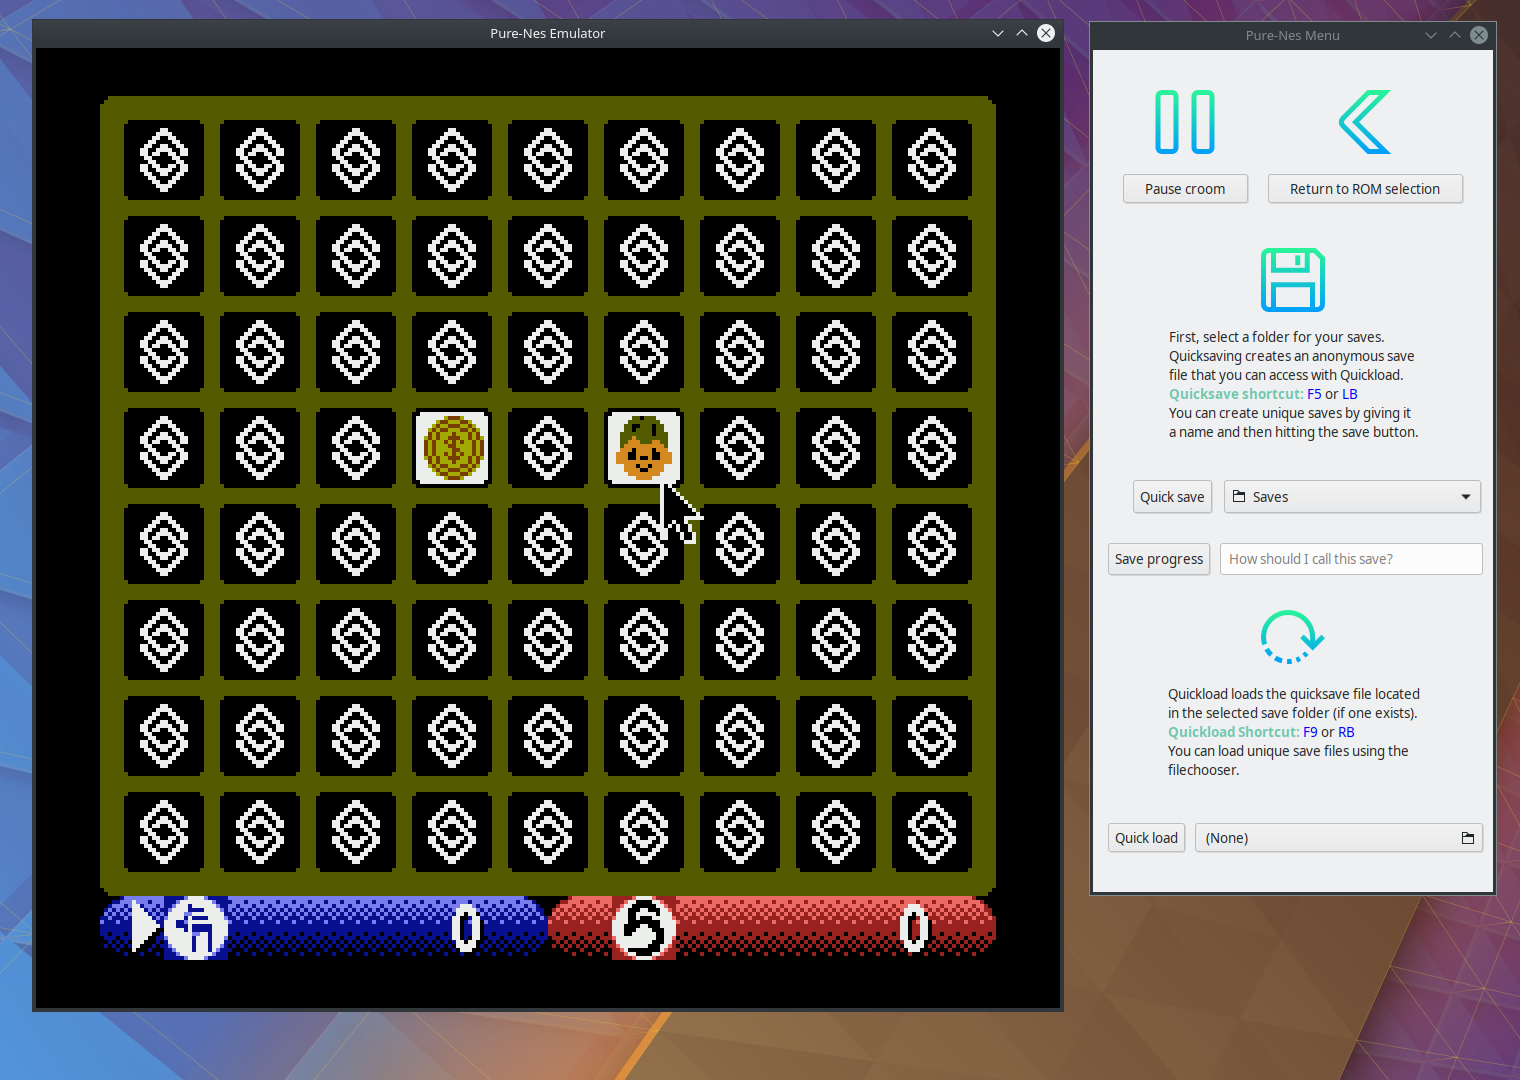 Pure-Nes Emulator
0
0
Pure-Nes Menu
Pause croom
Return to ROM selection
First, select a folder for your saves.
Quicksaving creates an anonymous save
file that you can access with Quickload.
Quicksave shortcut: F5 or LB
You can create unique saves by giving it
a name and then hitting the save button.
Quick save
Saves
Save progress
How should I call this save?
Quickload loads the quicksave file located
in the selected save folder (if one exists).
Quickload Shortcut: F9 or RB
You can load unique save files using the
filechooser.
Quick load
(None)